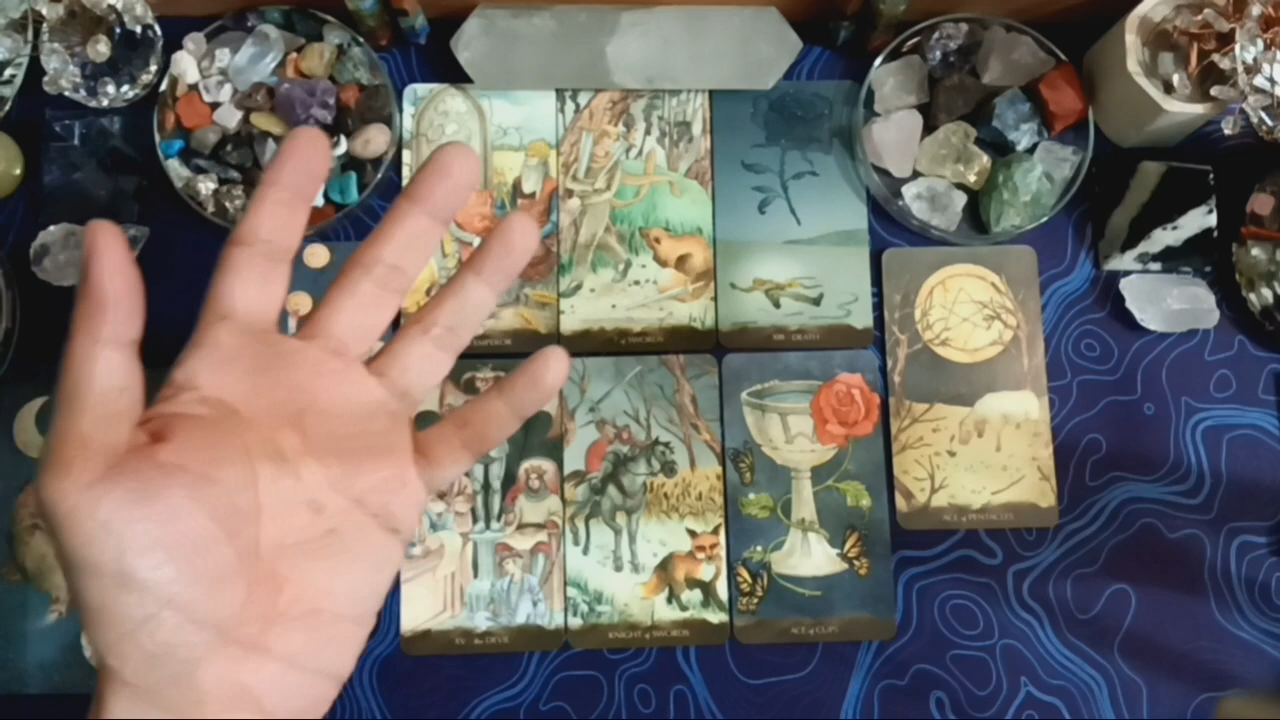 EMPEROR
of SWORDS
XIII · DEATH
ACE of PENTACLES
XV · the DEVIL
KNIGHT of SWORDS
ACE of CUPS